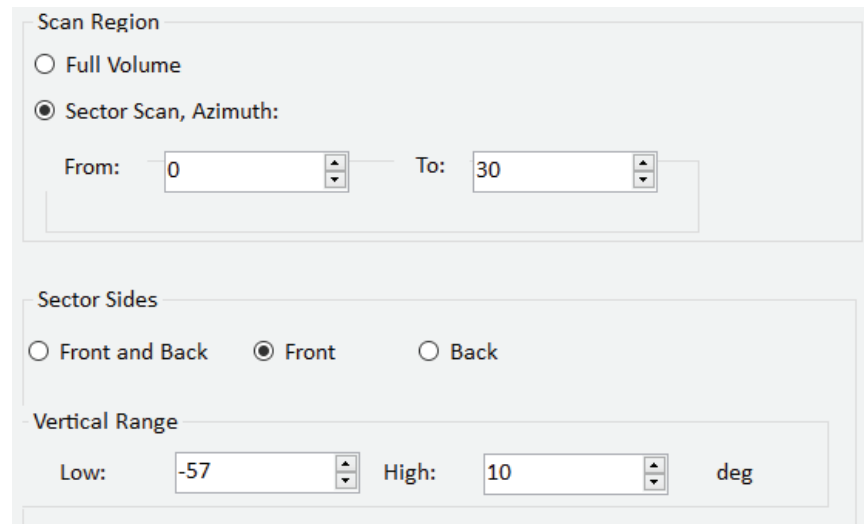 Scan Region
Full Volume
Sector Scan, Azimuth:
From: 0 To: 30
Sector Sides
Front and Back Front Back
Vertical Range
Low: -57 High: 10 deg